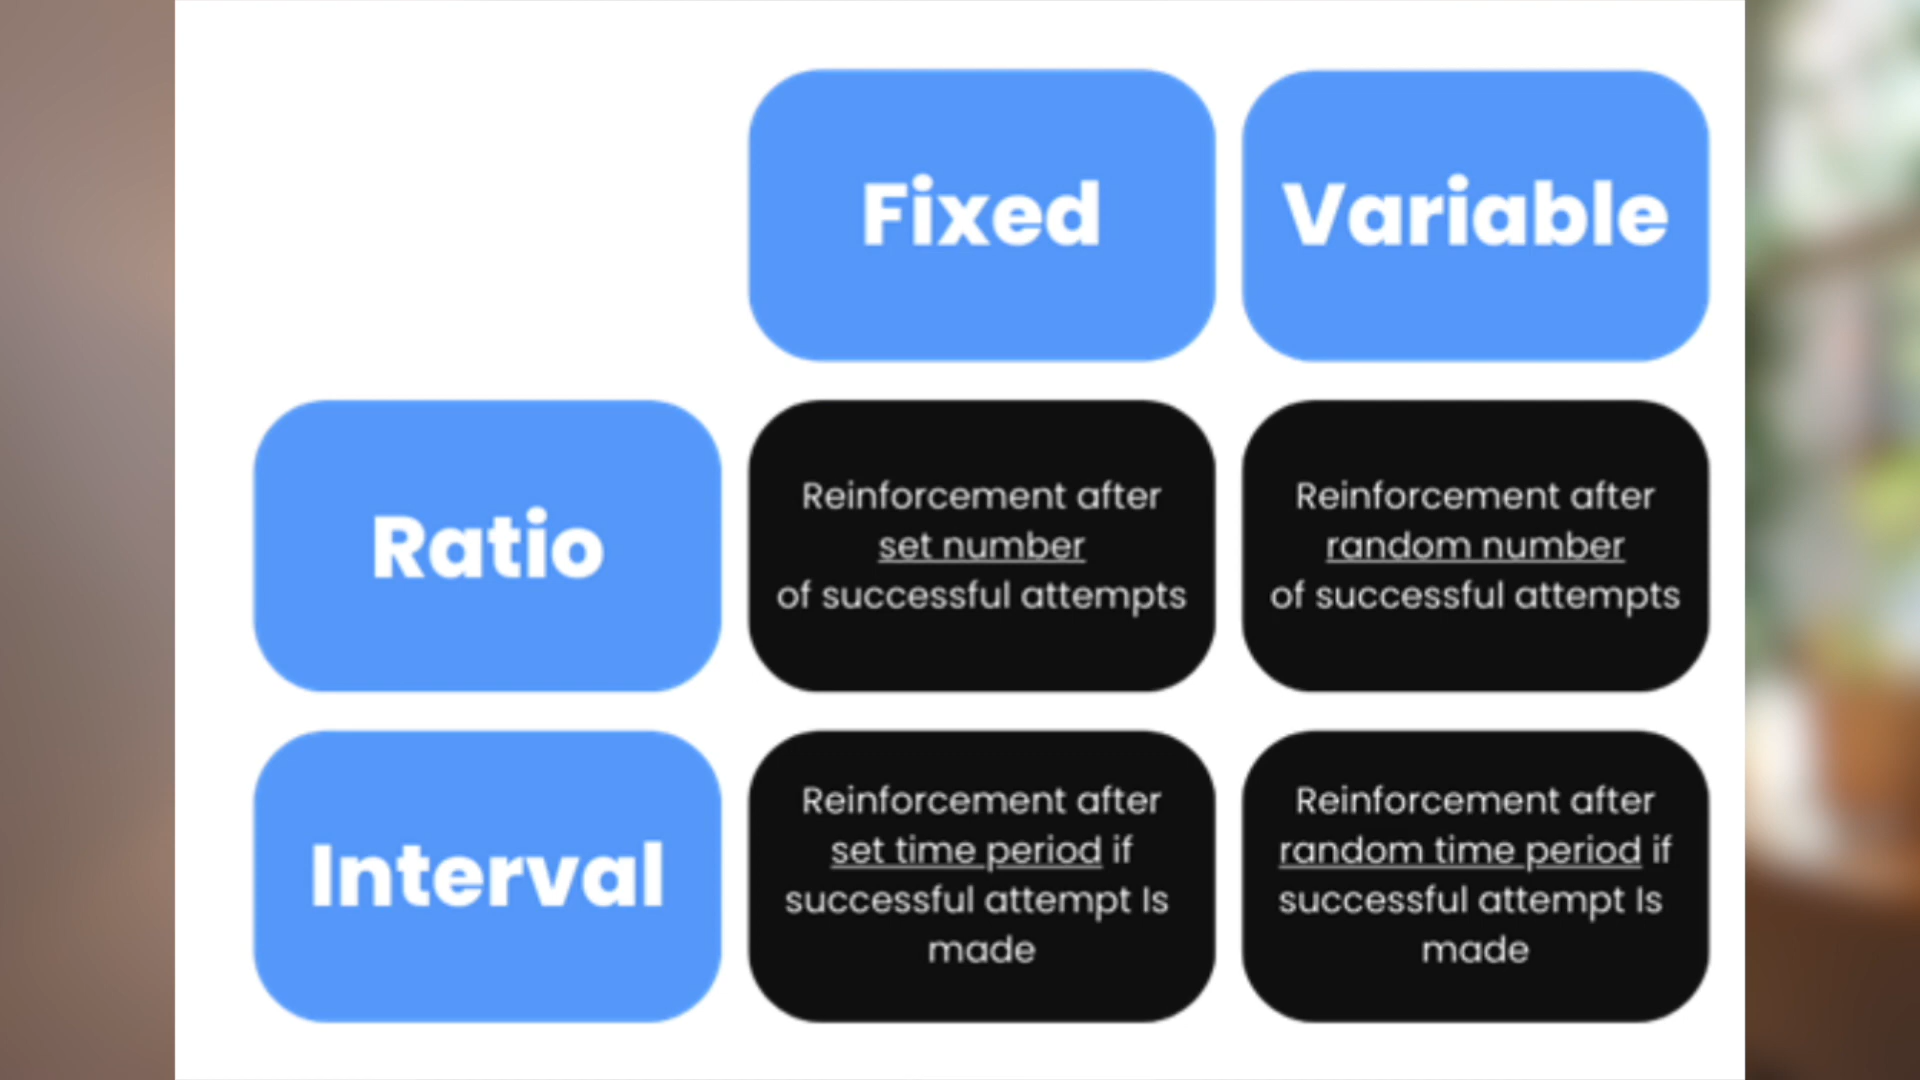 Fixed
Variable
Ratio
Reinforcement after
set number
of successful attempts
Reinforcement after
random number
of successful attempts
Interval
Reinforcement after
set time period if
successful attempt Is
made
Reinforcement after
random time period if
successful attempt Is
made